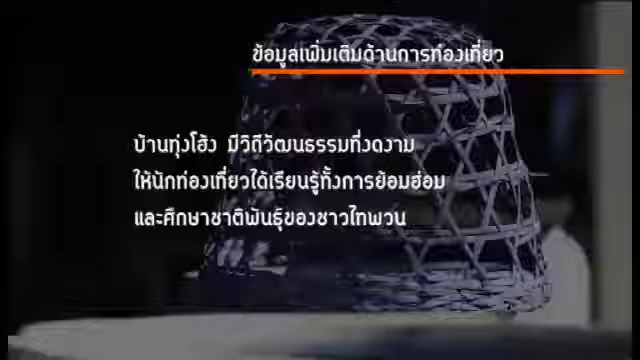 ข้อมูลเพิ่มเติมด้านการท่องเที่ยว
บ้านทุ่งโฮ้ง มีวิถีวัฒนธรรมที่งดงาม
ให้นักท่องเที่ยวได้เรียนรู้ทั้งการย้อมฮ่อม
และศึกษาชาติพันธุ์ของชาวไทพวน